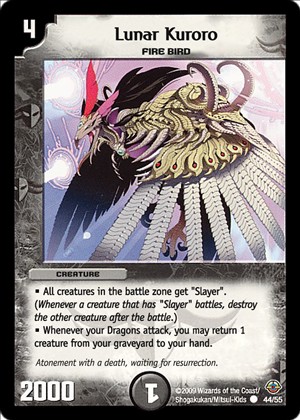 4
Lunar Kuroro
FIRE BIRD
CREATURE
■ All creatures in the battle zone get "Slayer".
(Whenever a creature that has "Slayer" battles, destroy
the other creature after the battle.)
■ Whenever your Dragons attack, you may return 1
creature from your graveyard to your hand.
Atonement with a death, waiting for resurrection.
2000
1
©2009 Wizards of the Coast/
Shogakukan/Mitsui-Kids
44/55